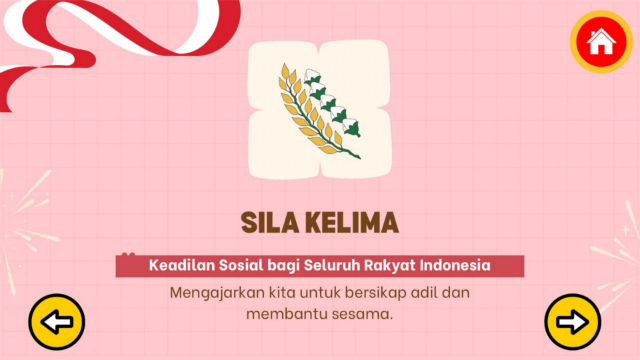 SILA KELIMA
Keadilan Sosial bagi Seluruh Rakyat Indonesia
Mengajarkan kita untuk bersikap adil dan
membantu sesama.